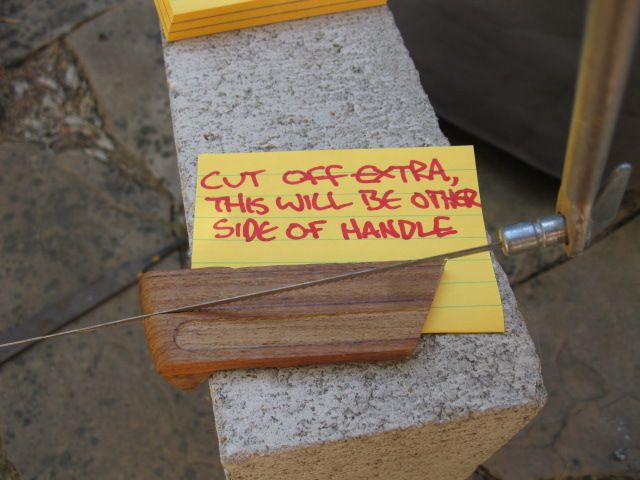 CUT OFF EXTRA,
THIS WILL BE OTHER
SIDE OF HANDLE